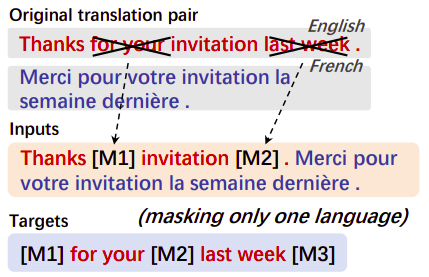 Original translation pair
English
Thanks for your invitation last week .
French
Merci pour votre invitation la
semaine dernière .
Inputs
Thanks [M1] invitation [M2] . Merci pour
votre invitation la semaine dernière .
Targets
(masking only one language)
[M1] for your [M2] last week [M3]